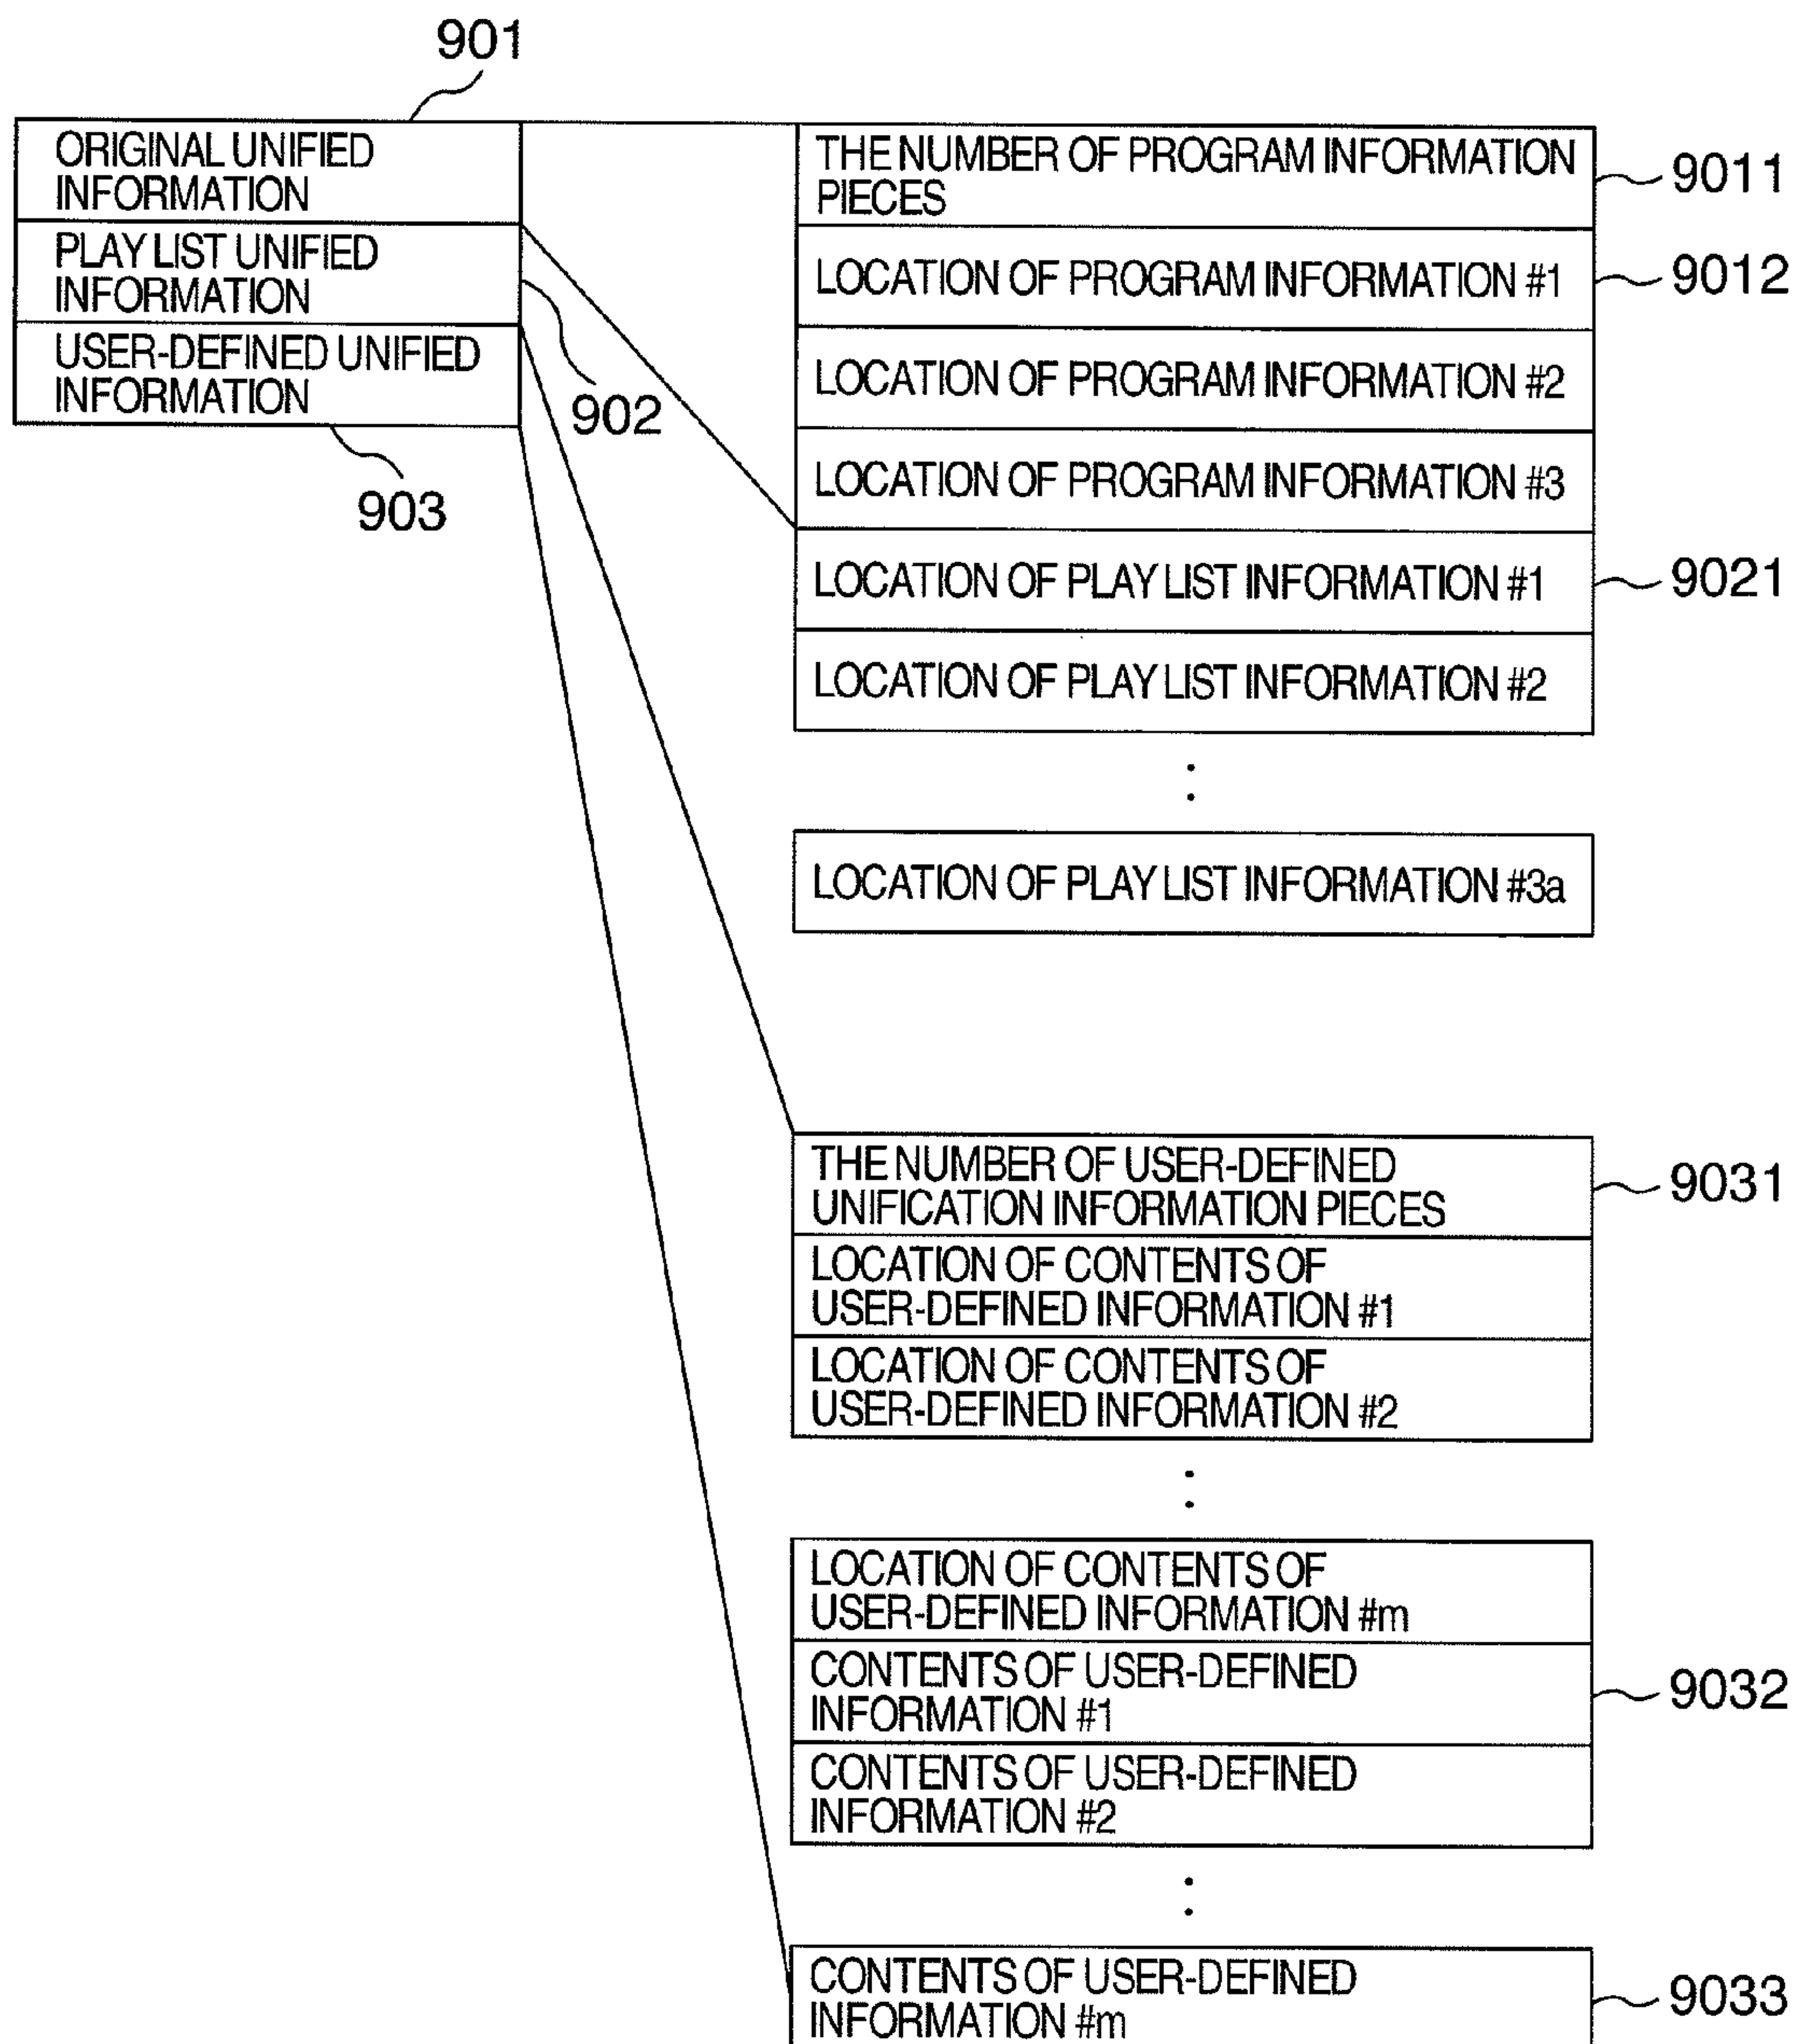 901
ORIGINAL UNIFIED
INFORMATION
PLAY LIST UNIFIED
INFORMATION
USER-DEFINED UNIFIED
INFORMATION
902
903
THE NUMBER OF PROGRAM INFORMATION
PIECES
9011
LOCATION OF PROGRAM INFORMATION #1
9012
LOCATION OF PROGRAM INFORMATION #2
LOCATION OF PROGRAM INFORMATION #3
LOCATION OF PLAY LIST INFORMATION #1
9021
LOCATION OF PLAY LIST INFORMATION #2
LOCATION OF PLAY LIST INFORMATION #3a
THE NUMBER OF USER-DEFINED
UNIFICATION INFORMATION PIECES
9031
LOCATION OF CONTENTS OF
USER-DEFINED INFORMATION #1
LOCATION OF CONTENTS OF
USER-DEFINED INFORMATION #2
LOCATION OF CONTENTS OF
USER-DEFINED INFORMATION #m
CONTENTS OF USER-DEFINED
INFORMATION #1
9032
CONTENTS OF USER-DEFINED
INFORMATION #2
CONTENTS OF USER-DEFINED
INFORMATION #m
9033